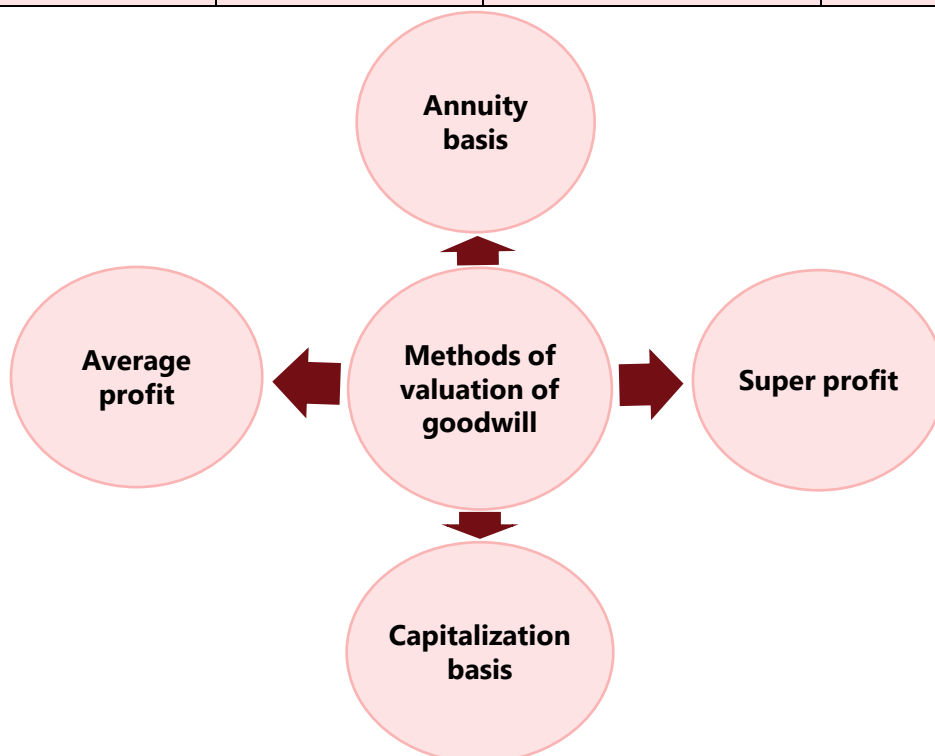 Annuity
basis
Average
profit
Methods of
valuation of
goodwill
Super profit
Capitalization
basis